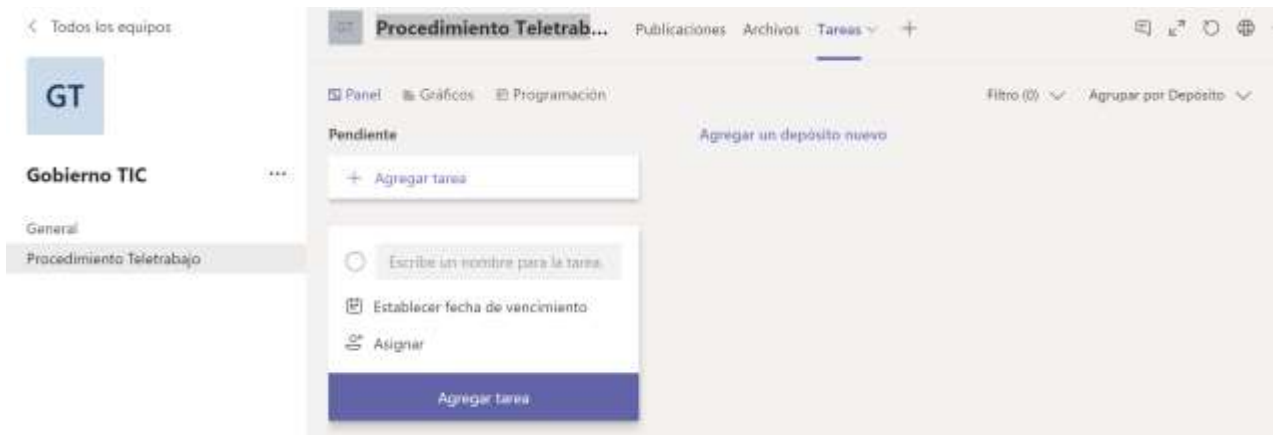 < Todos los equipos
GT
Gobierno TIC ...
General
Procedimiento Teletrabajo
GT Procedimiento Teletrab... Publicaciones Archivos Tareas +
Panel Gráficos Programación Filtro (0) Agrupar por Depósito
Pendiente Agregar un depósito nuevo
+ Agregar tarea
Escribe un nombre para la tarea.
Establecer fecha de vencimiento
Asignar
Agregar tarea